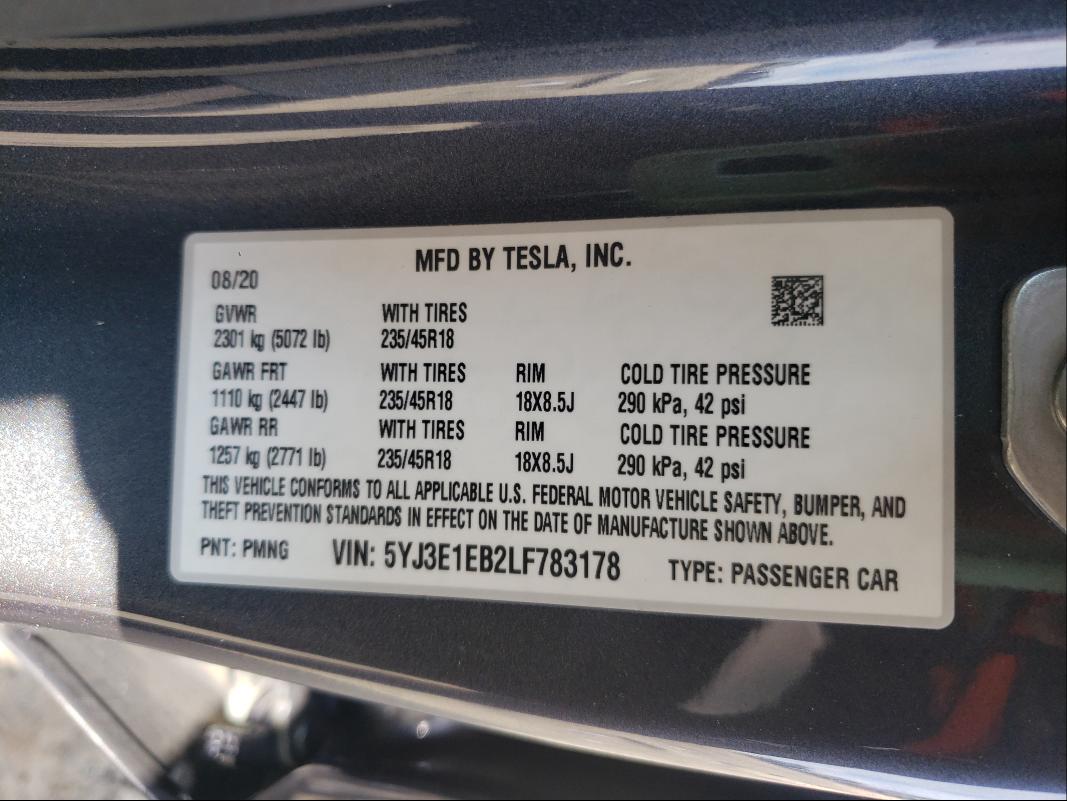 MFD BY TESLA, INC.
08/20
GVWR WITH TIRES
2301 kg (5072 lb) 235/45R18
GAWR FRT WITH TIRES RIM COLD TIRE PRESSURE
1110 kg (2447 lb) 235/45R18 18X8.5J 290 kPa, 42 psi
GAWR RR WITH TIRES RIM COLD TIRE PRESSURE
1257 kg (2771 lb) 235/45R18 18X8.5J 290 kPa, 42 psi
THIS VEHICLE CONFORMS TO ALL APPLICABLE U.S. FEDERAL MOTOR VEHICLE SAFETY, BUMPER, AND
THEFT PREVENTION STANDARDS IN EFFECT ON THE DATE OF MANUFACTURE SHOWN ABOVE.
PNT: PMNG VIN: 5YJ3E1EB2LF783178 TYPE: PASSENGER CAR